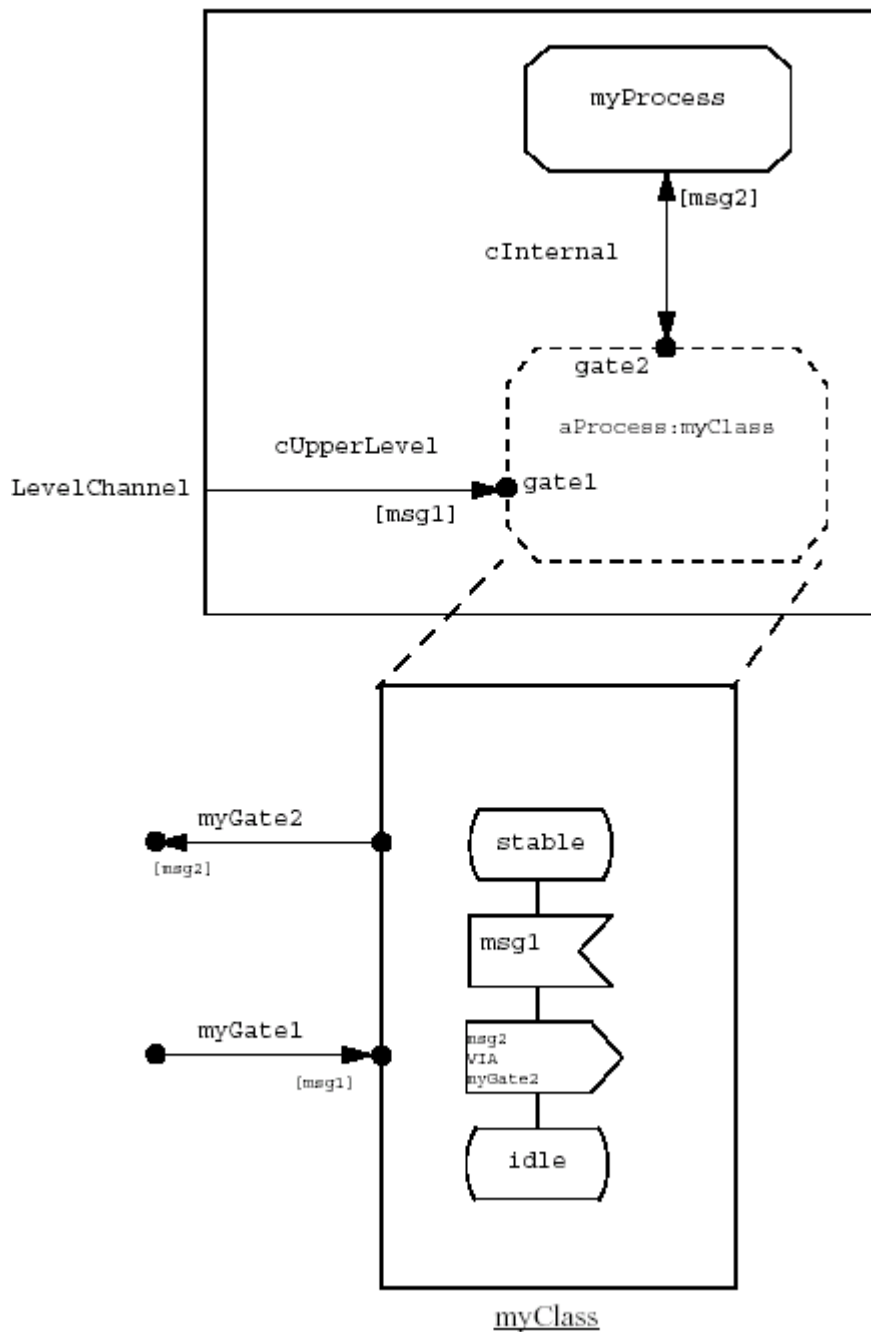 myProcess
[msg2]
cInternal
gate2
aProcess:myClass
cUpperLevel
LevelChannel
gate1
[msg1]
myGate2
[msg2]
stable
msg1
myGate1
[msg1]
msg2
VIA
myGate2
idle
myClass